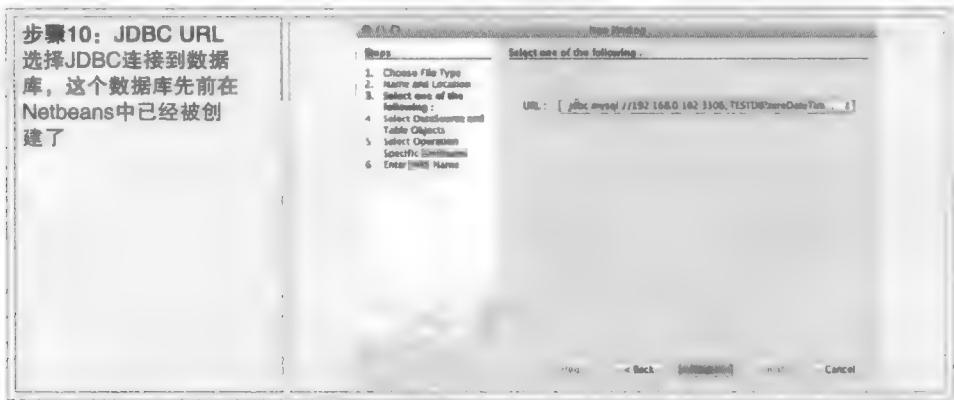 步骤10：JDBC URL
选择JDBC连接到数据
库，这个数据库先前在
Netbeans中已经被创
建了
Steps
Select one of the following :
1. Choose File Type
2. Name and Location
3. Select one of the
following :
4 Select DataSource and
Table Objects
5 Select Operation
Specific
6 Enter Name
URL :
< Back
Cancel